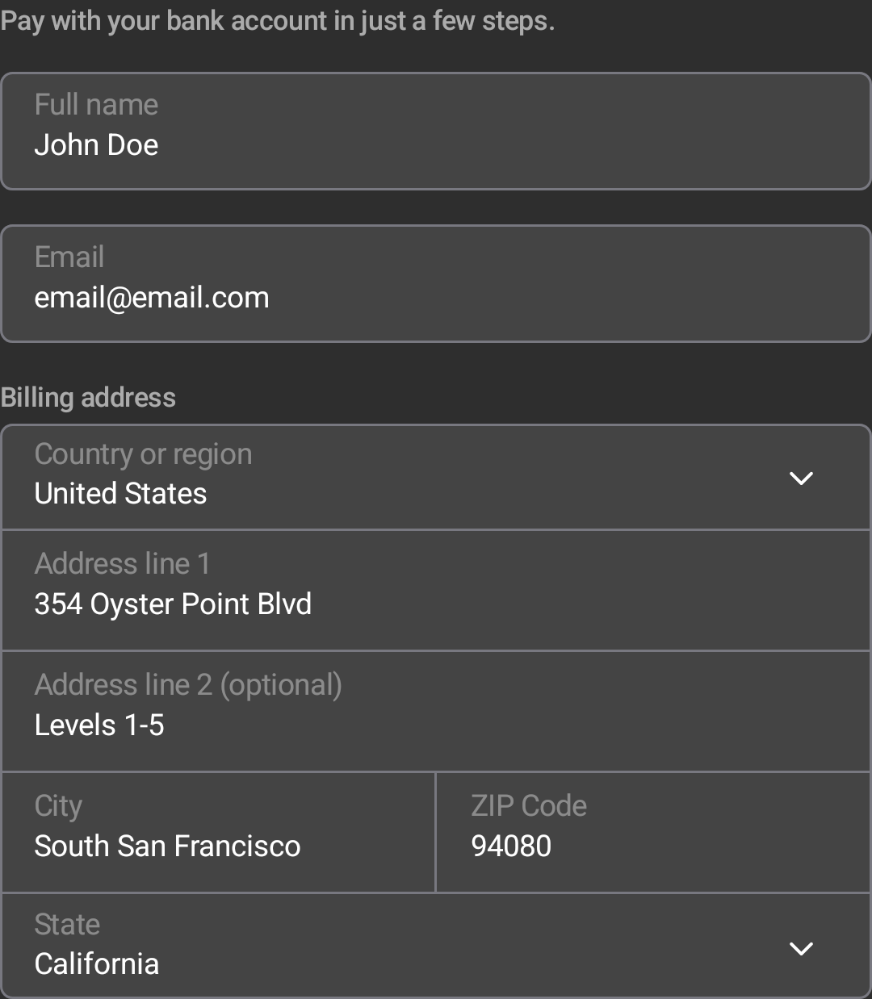 Pay with your bank account in just a few steps.
Full name
John Doe
Email
email@email.com
Billing address
Country or region
United States
Address line 1
354 Oyster Point Blvd
Address line 2 (optional)
Levels 1-5
City
South San Francisco
ZIP Code
94080
State
California